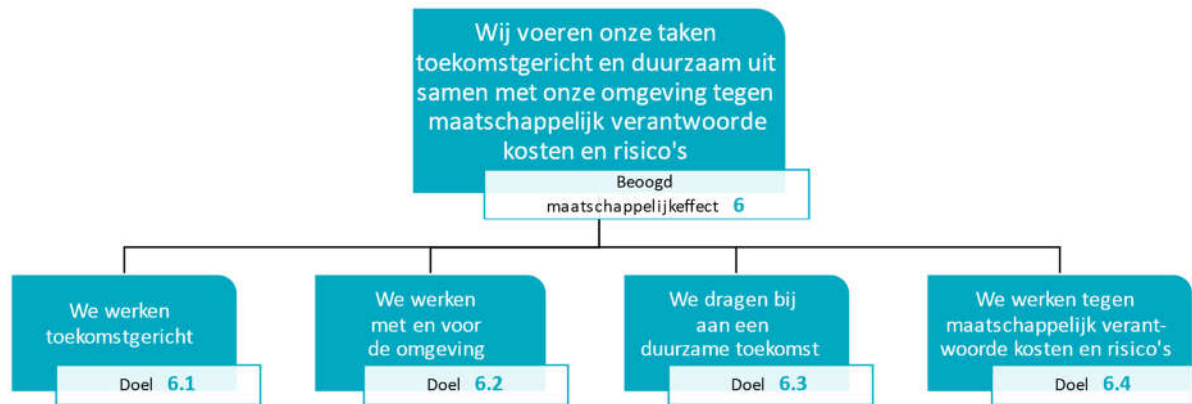 Wij voeren onze taken
toekomstgericht en duurzaam uit
samen met onze omgeving tegen
maatschappelijk verantwoorde
kosten en risico's
Beoogd
maatschappelijkeffect 6
We werken
toekomstgericht
Doel 6.1
We werken
met en voor
de omgeving
Doel 6.2
We dragen bij
aan een
duurzame toekomst
Doel 6.3
We werken tegen
maatschappelijk verant-
woorde kosten en risico's
Doel 6.4